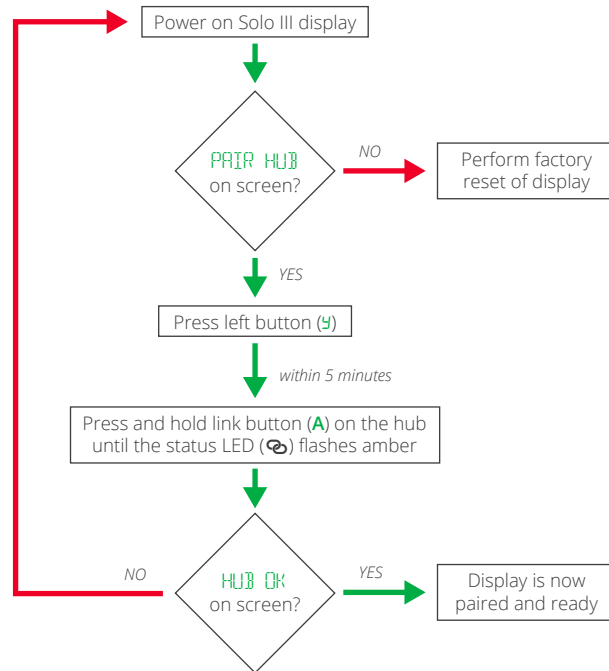 Power on Solo III display
PAIR HUB
on screen?
NO
Perform factory
reset of display
YES
Press left button (y)
within 5 minutes
Press and hold link button (A) on the hub
until the status LED ( ) flashes amber
NO
HUB OK
on screen?
YES
Display is now
paired and ready